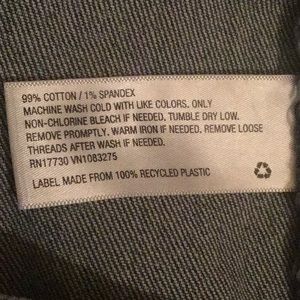 99% COTTON / 1% SPANDEX
MACHINE WASH COLD WITH LIKE COLORS. ONLY
NON-CHLORINE BLEACH IF NEEDED. TUMBLE DRY LOW.
REMOVE PROMPTLY. WARM IRON IF NEEDED. REMOVE LOOSE
THREADS AFTER WASH IF NEEDED.
RN17730 VN1083275
LABEL MADE FROM 100% RECYCLED PLASTIC